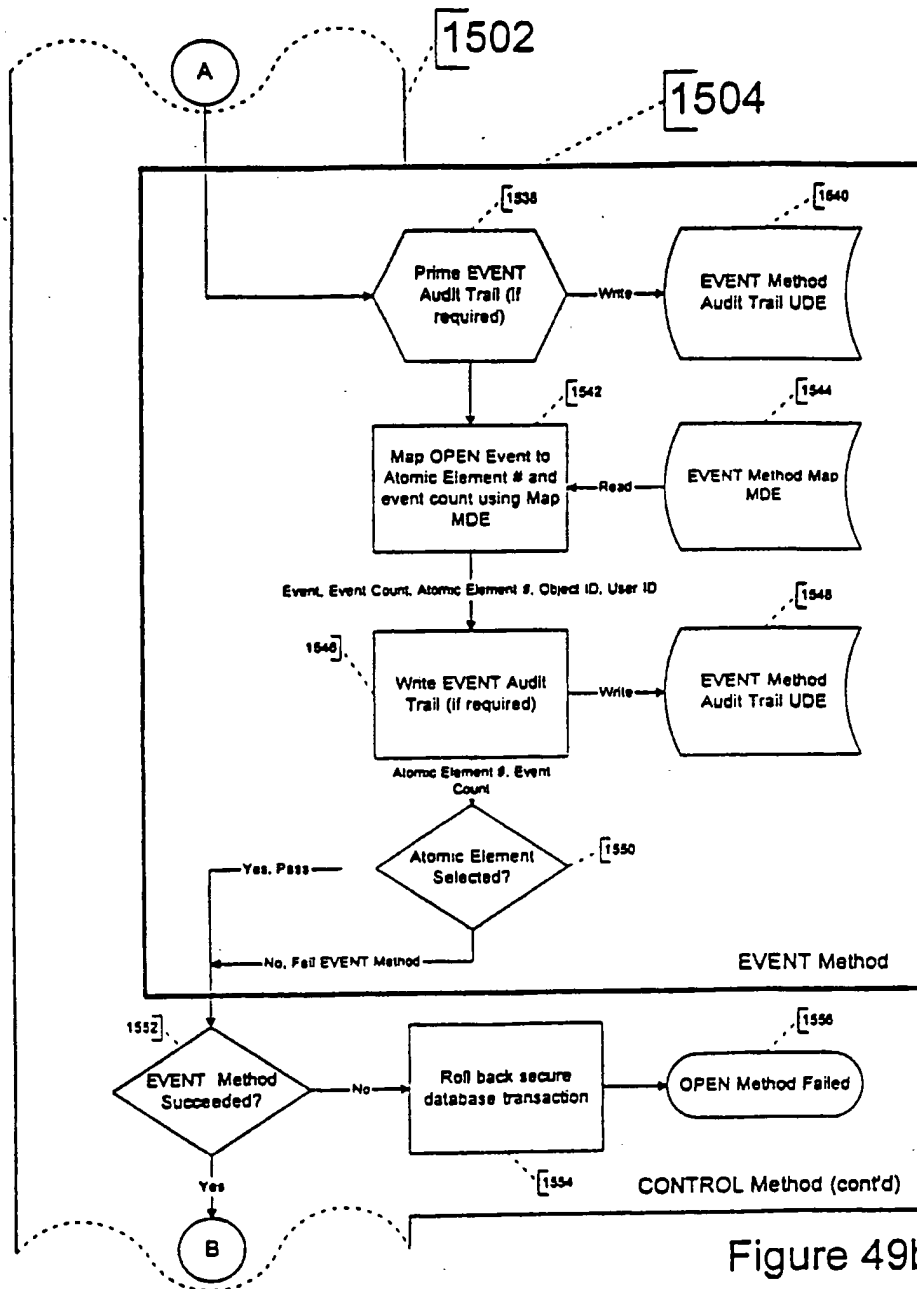 1502
A
1504
1538
1540
Prime EVENT
Audit Trail (if
required)
Write
EVENT Method
Audit Trail UDE
1542
1544
Map OPEN Event to
Atomic Element # and
event count using Map
MDE
Read
EVENT Method Map
MDE
Event, Event Count, Atomic Element #, Object ID, User ID
1546
1548
Write EVENT Audit
Trail (if required)
Write
EVENT Method
Audit Trail UDE
Atomic Element #, Event
Count
Atomic Element
Selected?
1550
Yes, Pass
No, Fail EVENT Method
EVENT Method
1552
1556
EVENT Method
Succeeded?
No
Roll back secure
database transaction
OPEN Method Failed
Yes
1554
CONTROL Method (cont'd)
B
Figure 49b